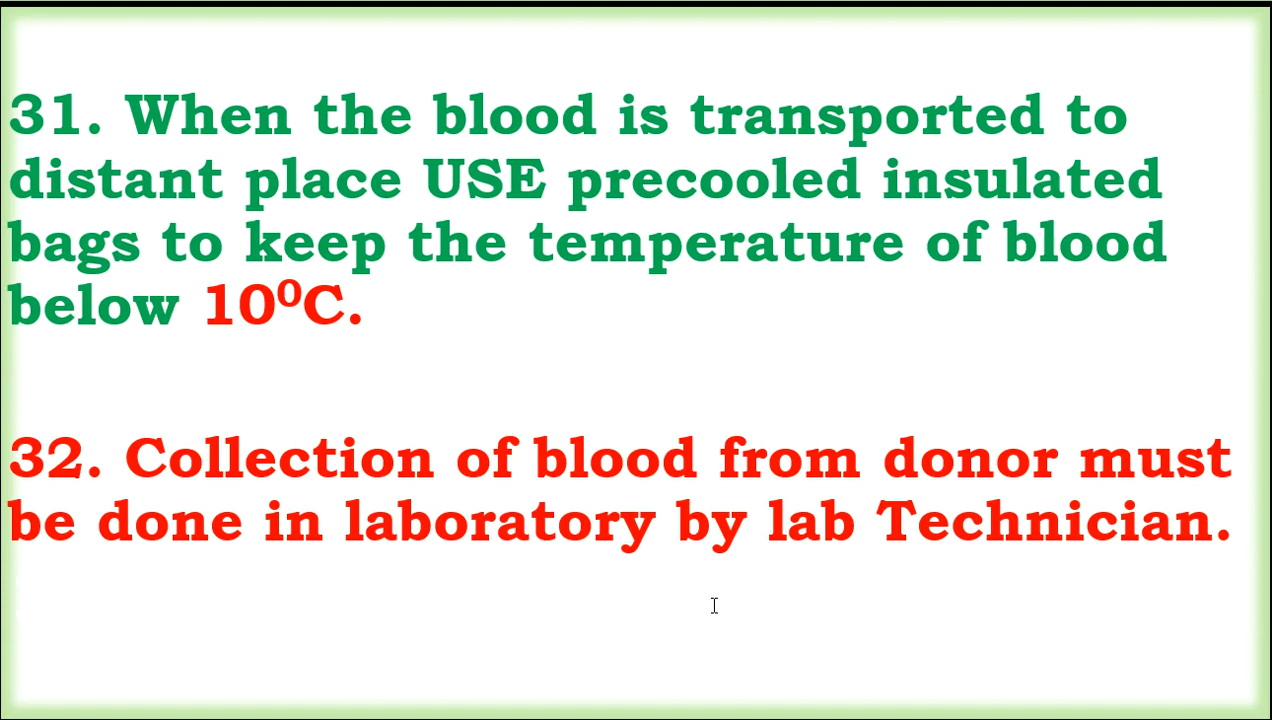 31. When the blood is transported to
distant place USE precooled insulated
bags to keep the temperature of blood
below 10⁰C.
32. Collection of blood from donor must
be done in laboratory by lab Technician.